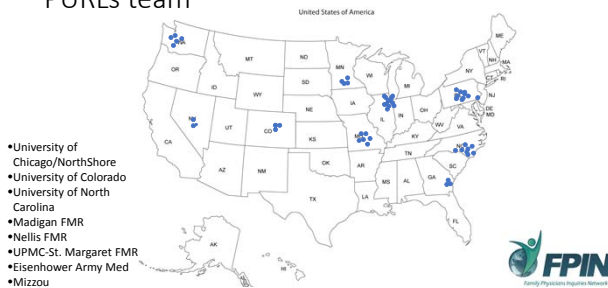 PURLs team
United States of America
ME
VT
NH
MA
CT
RI
NY
NJ
DE
MD
MT
ND
MN
WI
MI
OR
ID
SD
WY
IA
NE
IL
IN
OH
VA
UT
CO
KS
WV
KY
CA
NC
TN
AZ
NM
OK
AR
SC
MS
AL
GA
TX
LA
FL
AK
HI
•University of
Chicago/NorthShore
•University of Colorado
•University of North
Carolina
•Madigan FMR
•Nellis FMR
•UPMC-St. Margaret FMR
•Eisenhower Army Med
•Mizzou
FPIN
Family Physicians Inquiries Network